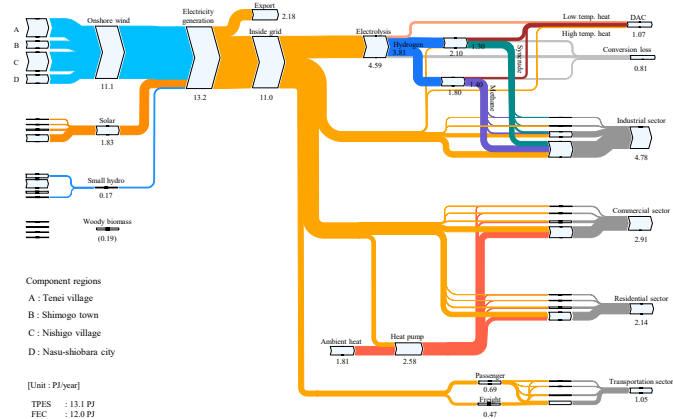 Export
2.18
Onshore wind
Electricity
generation
Inside grid
Electrolysis
Low temp. heat
DAC
1.07
A
B
C
D
Hydrogen
3.81
2.10
1.30
High temp. heat
Conversion loss
0.81
Syncrude
11.1
13.2
11.0
4.59
1.80
1.40
Methane
Solar
1.83
Industrial sector
4.78
Small hydro
0.17
Woody biomass
(0.19)
Commercial sector
2.91
Component regions
A : Tenei village
B : Shimogo town
C : Nishigo village
D : Nasu-shiobara city
Residential sector
2.14
Ambient heat
1.81
Heat pump
2.58
[Unit : PJ/year]
TPES : 13.1 PJ
FEC : 12.0 PJ
Passenger
0.69
Freight
0.47
Transportation sector
1.05